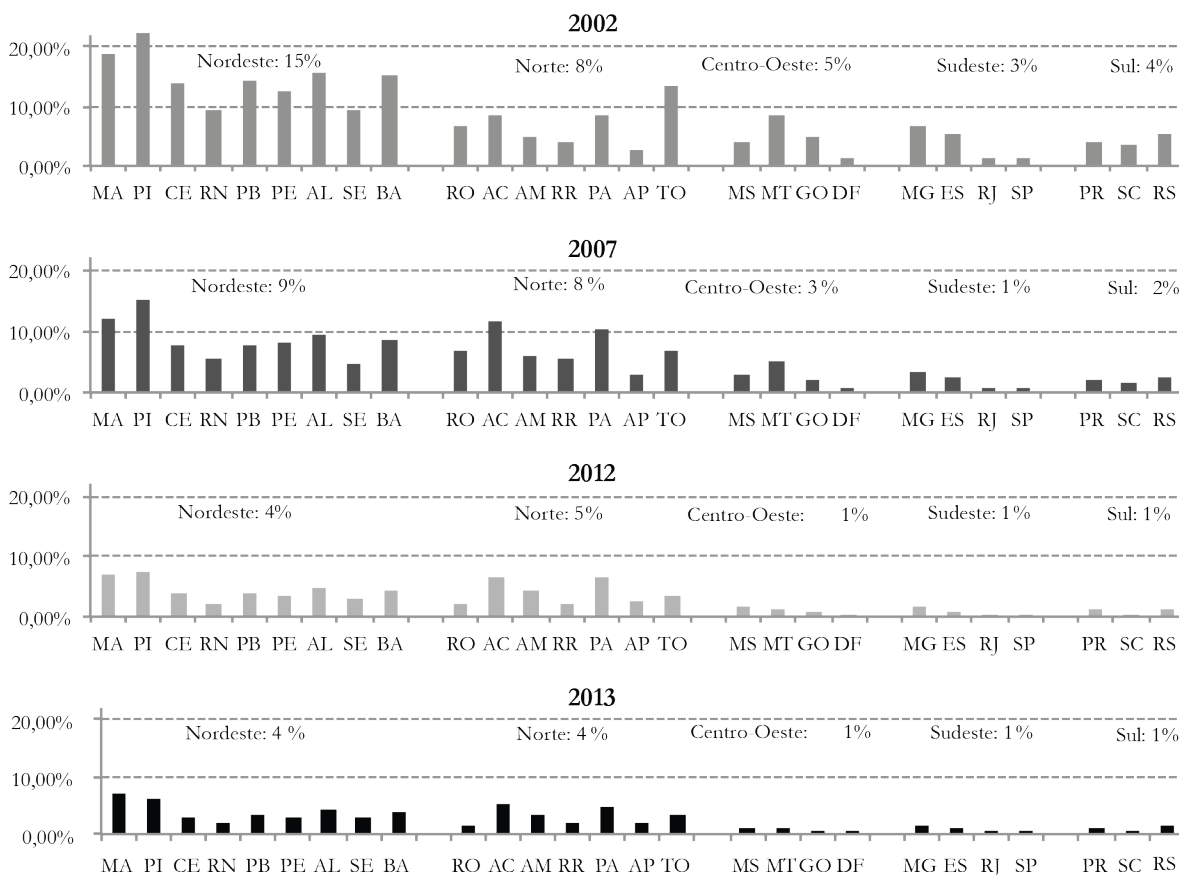 2002
20,00%
Nordeste: 15% Norte: 8% Centro-Oeste: 5% Sudeste: 3% Sul: 4%
10,00%
0,00%
MA PI CE RN PB PE AL SE BA RO AC AM RR PA AP TO MS MT GO DF MG ES RJ SP PR SC RS
2007
20,00%
Nordeste: 9% Norte: 8 % Centro-Oeste: 3 % Sudeste: 1 % Sul: 2%
10,00%
0,00%
MA PI CE RN PB PE AL SE BA RO AC AM RR PA AP TO MS MT GO DF MG ES RJ SP PR SC RS
2012
20,00%
Nordeste: 4% Norte: 5% Centro-Oeste: 1% Sudeste: 1 % Sul: 1%
10,00%
0,00%
MA PI CE RN PB PE AL SE BA RO AC AM RR PA AP TO MS MT GO DF MG ES RJ SP PR SC RS
2013
20,00%
Nordeste: 4 % Norte: 4 % Centro-Oeste: 1% Sudeste: 1 % Sul: 1%
10,00%
0,00%
MA PI CE RN PB PE AL SE BA RO AC AM RR PA AP TO MS MT GO DF MG ES RJ SP PR SC RS